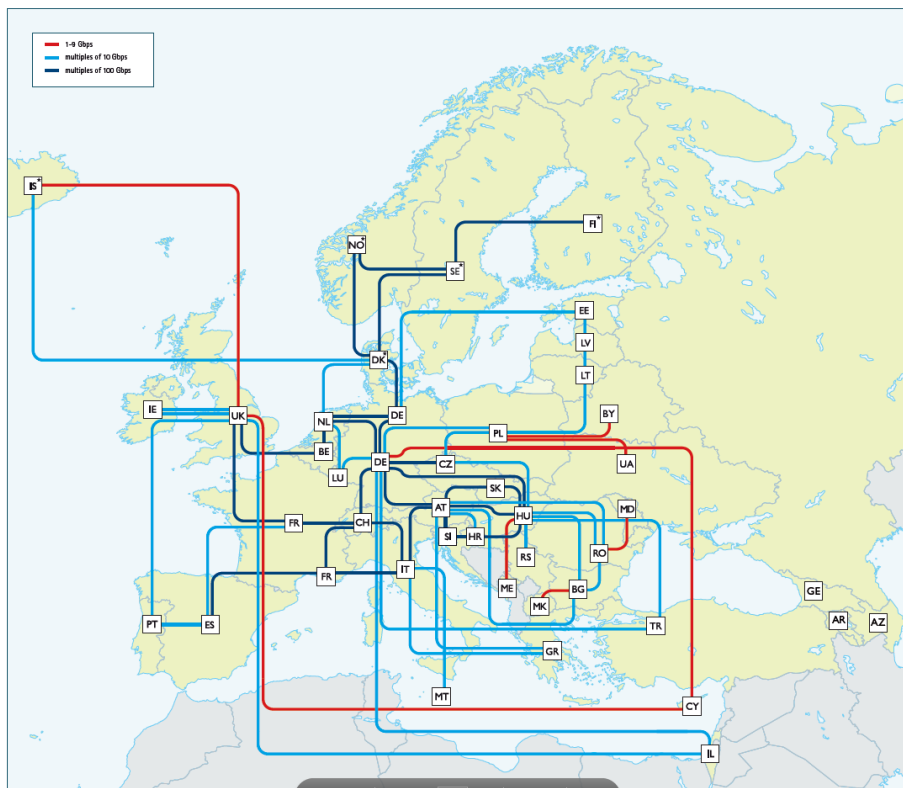 1-9 Gbps
multiples of 10 Gbps
multiples of 100 Gbps
IS*
FI*
NO*
SE*
EE
LV
DK*
LT
IE
UK
NL
DE
BY
PL
BE
DE
CZ
UA
LU
SK
AT
HU
MD
FR
CH
SI
HR
RS
RO
IT
FR
ME
BG
MK
GE
PT
ES
TR
AR
AZ
GR
MT
CY
IL